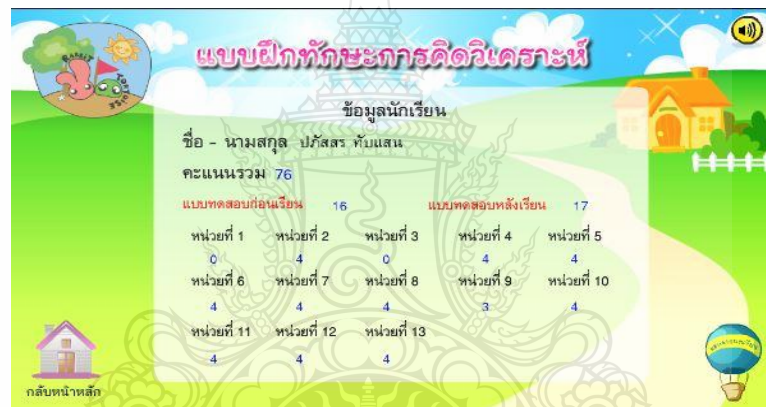 RABBIT TORTOISE
แบบฝึกทักษะการคิดวิเคราะห์
ข้อมูลนักเรียน
ชื่อ - นามสกุล ปภัสสร ทับแสน
คะแนนรวม 76
แบบทดสอบก่อนเรียน 16 แบบทดสอบหลังเรียน 17
หน่วยที่ 1 หน่วยที่ 2 หน่วยที่ 3 หน่วยที่ 4 หน่วยที่ 5
0 4 0 4 4
หน่วยที่ 6 หน่วยที่ 7 หน่วยที่ 8 หน่วยที่ 9 หน่วยที่ 10
4 4 4 3 4
หน่วยที่ 11 หน่วยที่ 12 หน่วยที่ 13
4 4 4
กลับหน้าหลัก